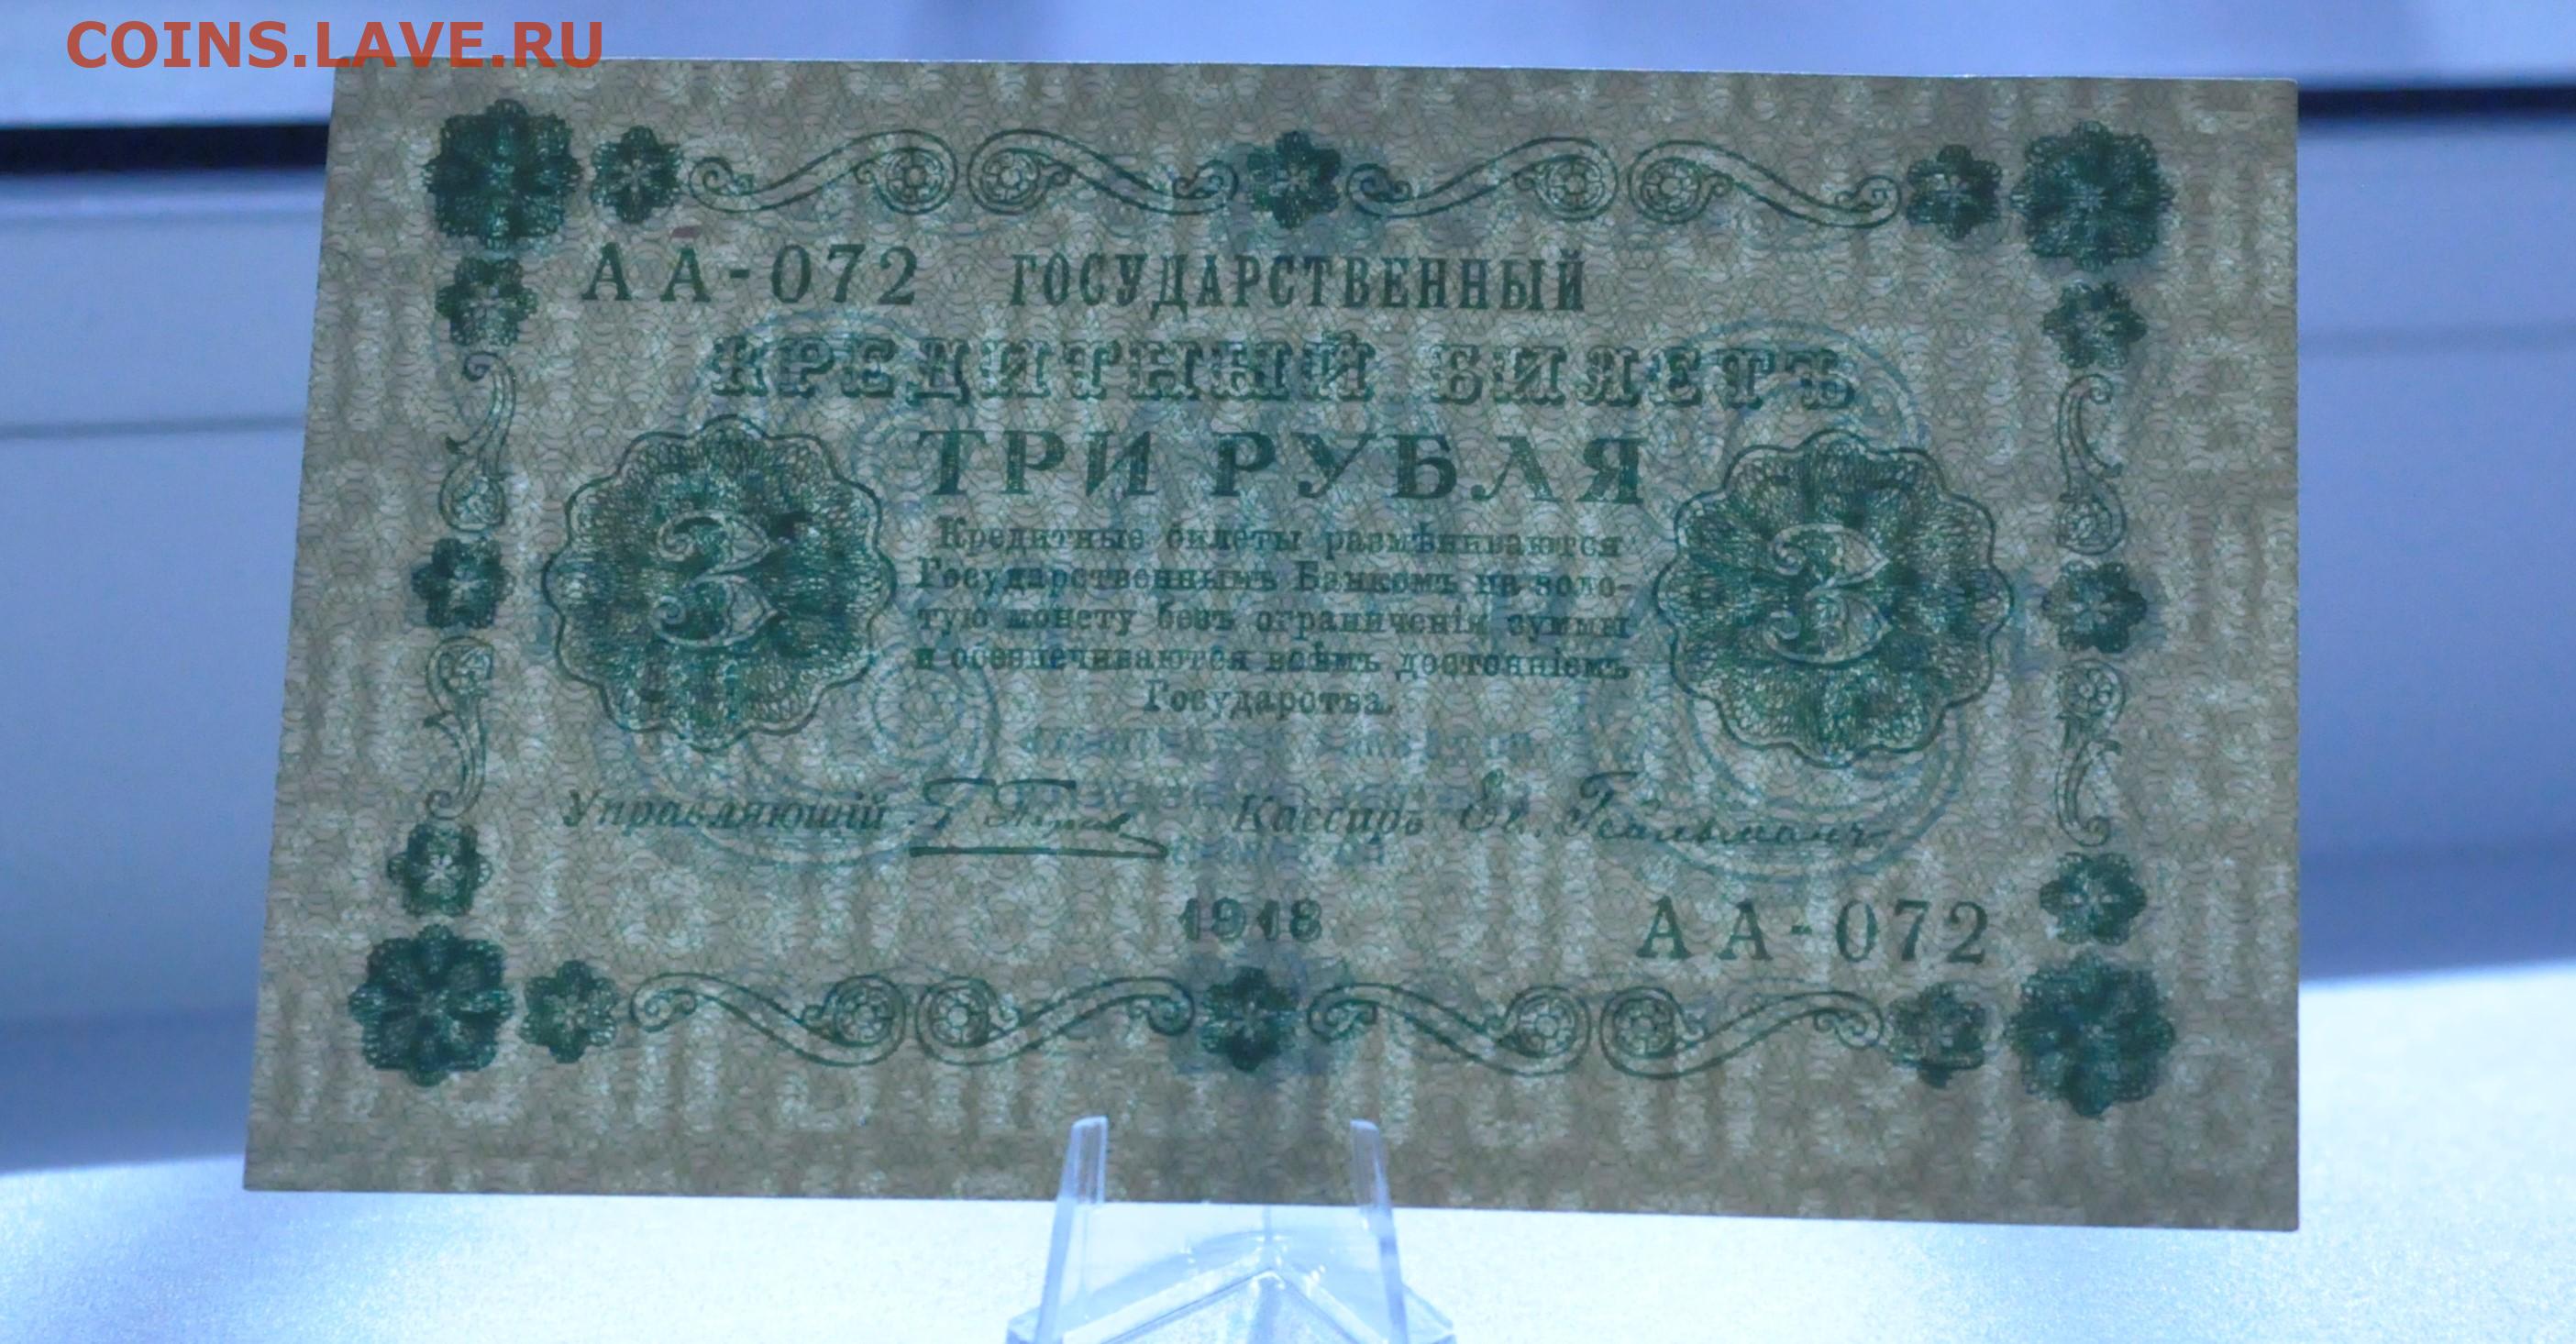 COINS.LAVE.RU
АА-072 ГОСУДАРСТВЕННЫЙ
КРЕДИТНЫЙ БИЛЕТЪ
ТРИ РУБЛЯ
3 3
Кредитные билеты размѣниваются
Государственнымъ Банкомъ на золо-
тую монету безъ ограниченія суммы
и обезпечиваются всѣмъ достояніемъ
Государства.
Управляющій Кассиръ
1918
АА-072